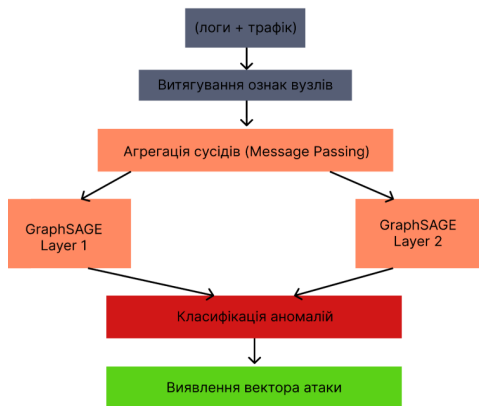 (логи + трафік)
Витягування ознак вузлів
Агрегація сусідів (Message Passing)
GraphSAGE
Layer 1
GraphSAGE
Layer 2
Класифікація аномалій
Виявлення вектора атаки